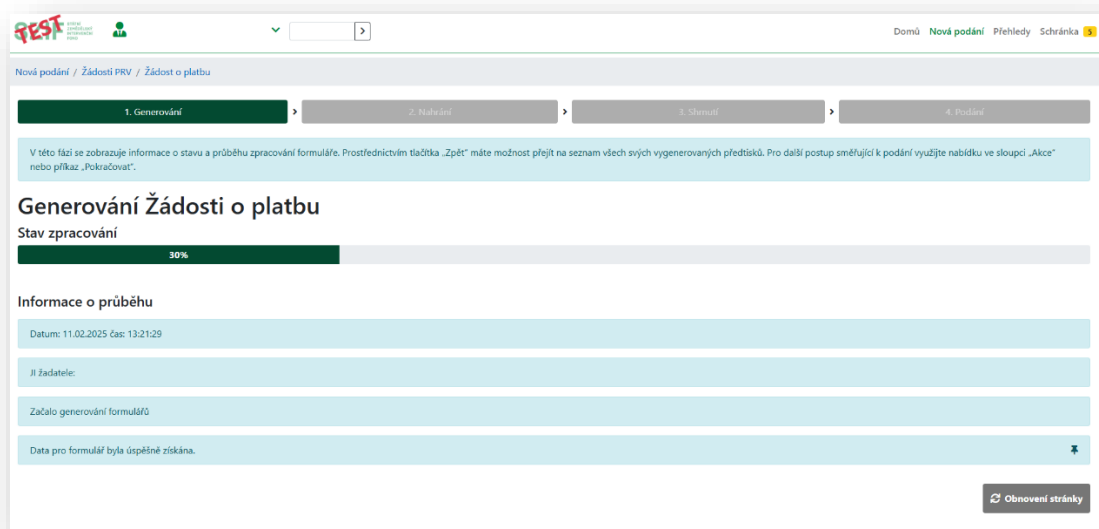 TEST
Domů Nová podání Přehledy Schránka 5
Nová podání / Žádosti PRV / Žádost o platbu
1. Generování
2. Nahrání
3. Shrnutí
4. Podání
V této fázi se zobrazuje informace o stavu a průběhu zpracování formuláře. Prostřednictvím tlačítka „Zpět" máte možnost přejít na seznam všech svých vygenerovaných předtisků. Pro další postup směřující k podání využijte nabídku ve sloupci „Akce"
nebo příkaz „Pokračovat".
Generování Žádosti o platbu
Stav zpracování
30%
Informace o průběhu
Datum: 11.02.2025 čas: 13:21:29
JI žadatele:
Začalo generování formulářů
Data pro formulář byla úspěšně získána.
Obnovení stránky